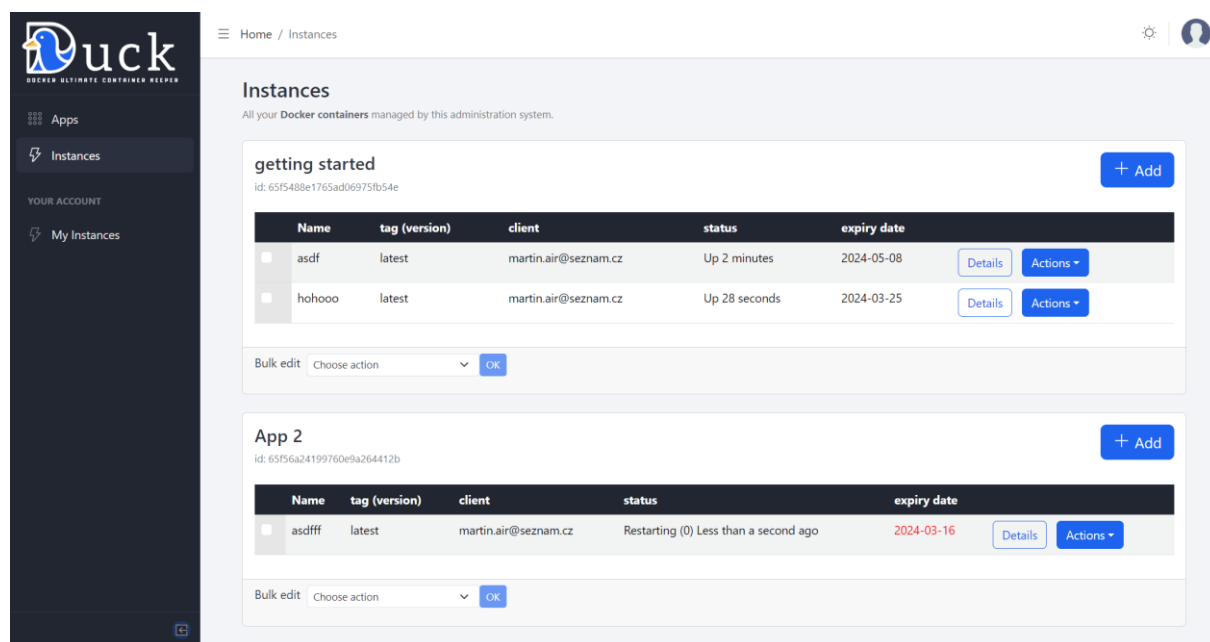 Duck
DOCKER ULTIMATE CONTAINER KEEPER
Apps
Instances
YOUR ACCOUNT
My Instances
Home / Instances
Instances
All your Docker containers managed by this administration system.
getting started
+ Add
id: 65f5488e1765ad06975fb54e
Name tag (version) client status expiry date
asdf latest martin.air@seznam.cz Up 2 minutes 2024-05-08 Details Actions
hohooo latest martin.air@seznam.cz Up 28 seconds 2024-03-25 Details Actions
Bulk edit Choose action OK
App 2
+ Add
id: 65f56a24199760e9a264412b
Name tag (version) client status expiry date
asdfff latest martin.air@seznam.cz Restarting (0) Less than a second ago 2024-03-16 Details Actions
Bulk edit Choose action OK